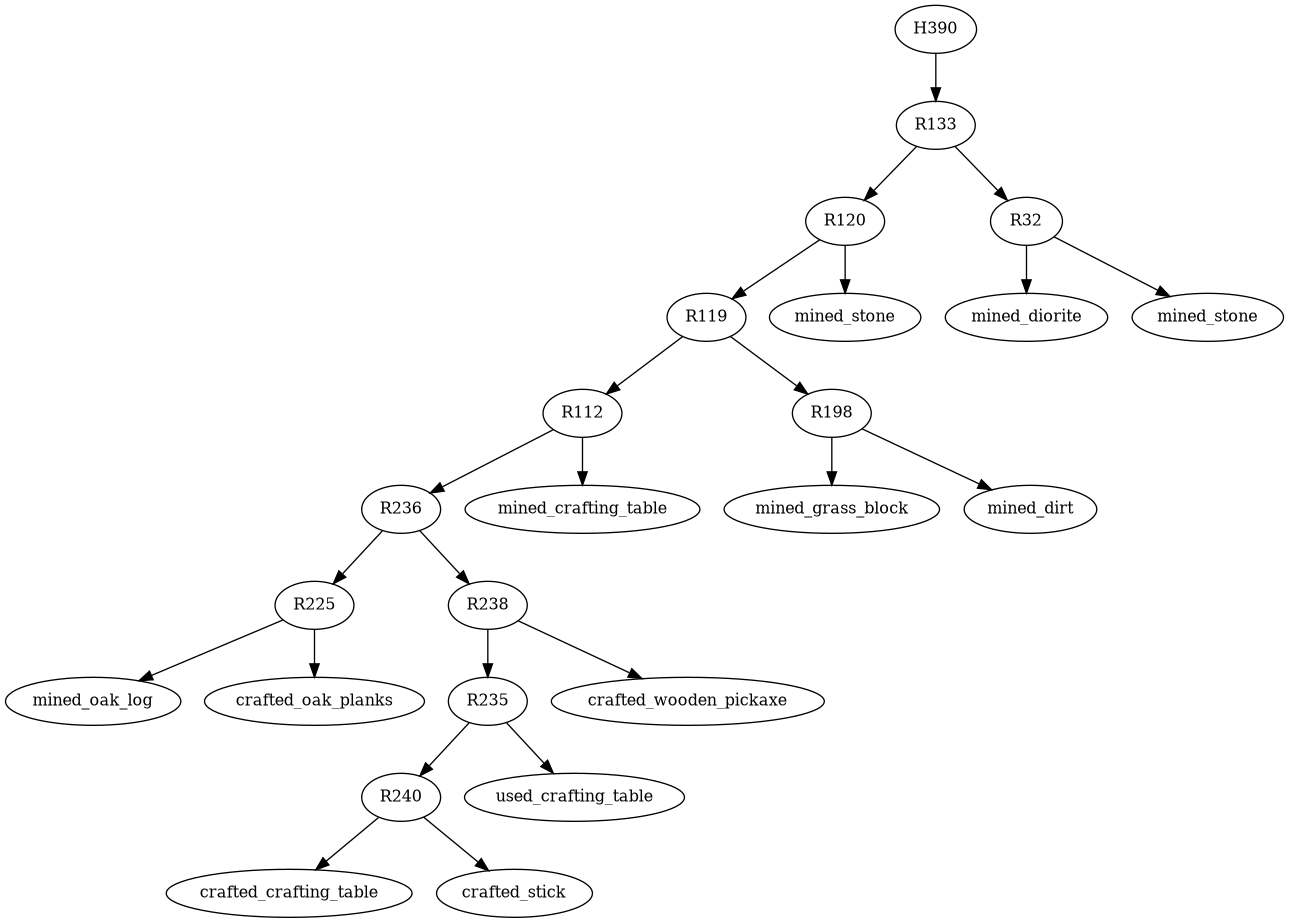 H390
R133
R120
R32
R119
mined_stone
mined_diorite
mined_stone
R112
R198
R236
mined_crafting_table
mined_grass_block
mined_dirt
R225
R238
mined_oak_log
crafted_oak_planks
R235
crafted_wooden_pickaxe
R240
used_crafting_table
crafted_crafting_table
crafted_stick